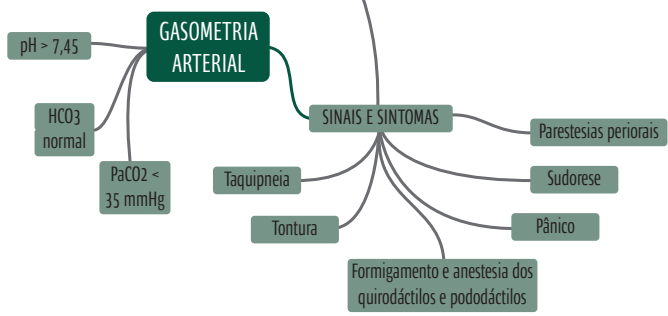 GASOMETRIA
ARTERIAL
pH > 7,45
HCO3
normal
PaCO2 <
35 mmHg
SINAIS E SINTOMAS
Parestesias periorais
Taquipneia
Sudorese
Tontura
Pânico
Formigamento e anestesia dos
quirodáctilos e pododáctilos